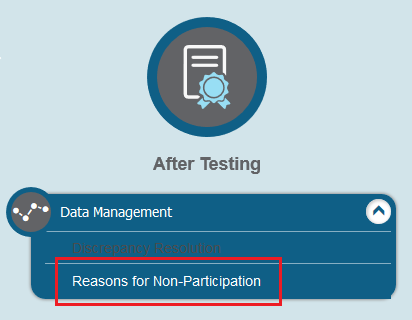 After Testing
Data Management
Discrepancy Resolution
Reasons for Non-Participation